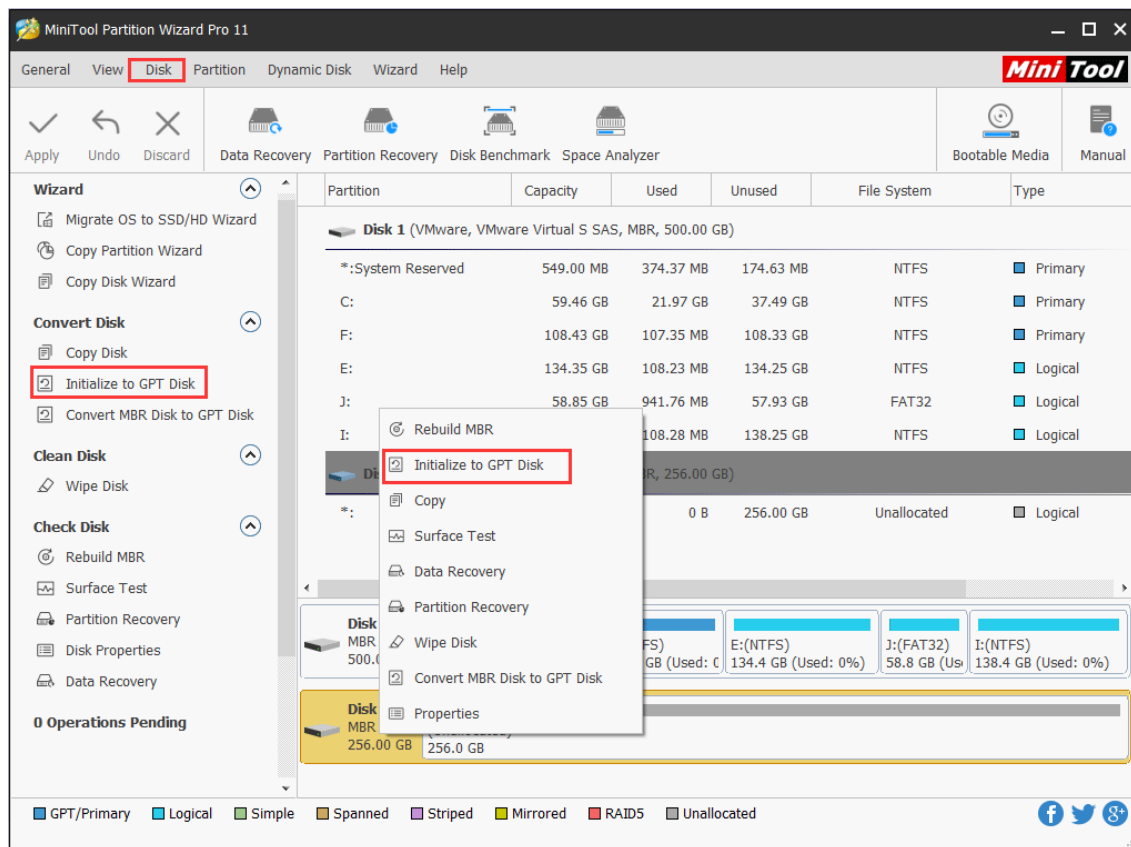 MiniTool Partition Wizard Pro 11
General View Disk Partition Dynamic Disk Wizard Help
Mini Tool
Apply Undo Discard Data Recovery Partition Recovery Disk Benchmark Space Analyzer Bootable Media Manual
Wizard
Migrate OS to SSD/HD Wizard
Copy Partition Wizard
Copy Disk Wizard
Convert Disk
Copy Disk
Initialize to GPT Disk
Convert MBR Disk to GPT Disk
Clean Disk
Wipe Disk
Check Disk
Rebuild MBR
Surface Test
Partition Recovery
Disk Properties
Data Recovery
0 Operations Pending
Partition Capacity Used Unused File System Type
Disk 1 (VMware, VMware Virtual S SAS, MBR, 500.00 GB)
*:System Reserved 549.00 MB 374.37 MB 174.63 MB NTFS Primary
C: 59.46 GB 21.97 GB 37.49 GB NTFS Primary
F: 108.43 GB 107.35 MB 108.33 GB NTFS Primary
E: 134.35 GB 108.23 MB 134.25 GB NTFS Logical
J: 58.85 GB 941.76 MB 57.93 GB FAT32 Logical
I: 108.28 MB 138.25 GB NTFS Logical
256.00 GB)
*: 0 B 256.00 GB Unallocated Logical
Rebuild MBR
Initialize to GPT Disk
Copy
Surface Test
Data Recovery
Partition Recovery
Wipe Disk
Convert MBR Disk to GPT Disk
Properties
Disk
MBR
E:(NTFS)
134.4 GB (Used: 0%)
J:(FAT32)
58.8 GB
I:(NTFS)
138.4 GB (Used: 0%)
Disk
MBR
256.00 GB
256.0 GB
GPT/Primary Logical Simple Spanned Striped Mirrored RAID5 Unallocated